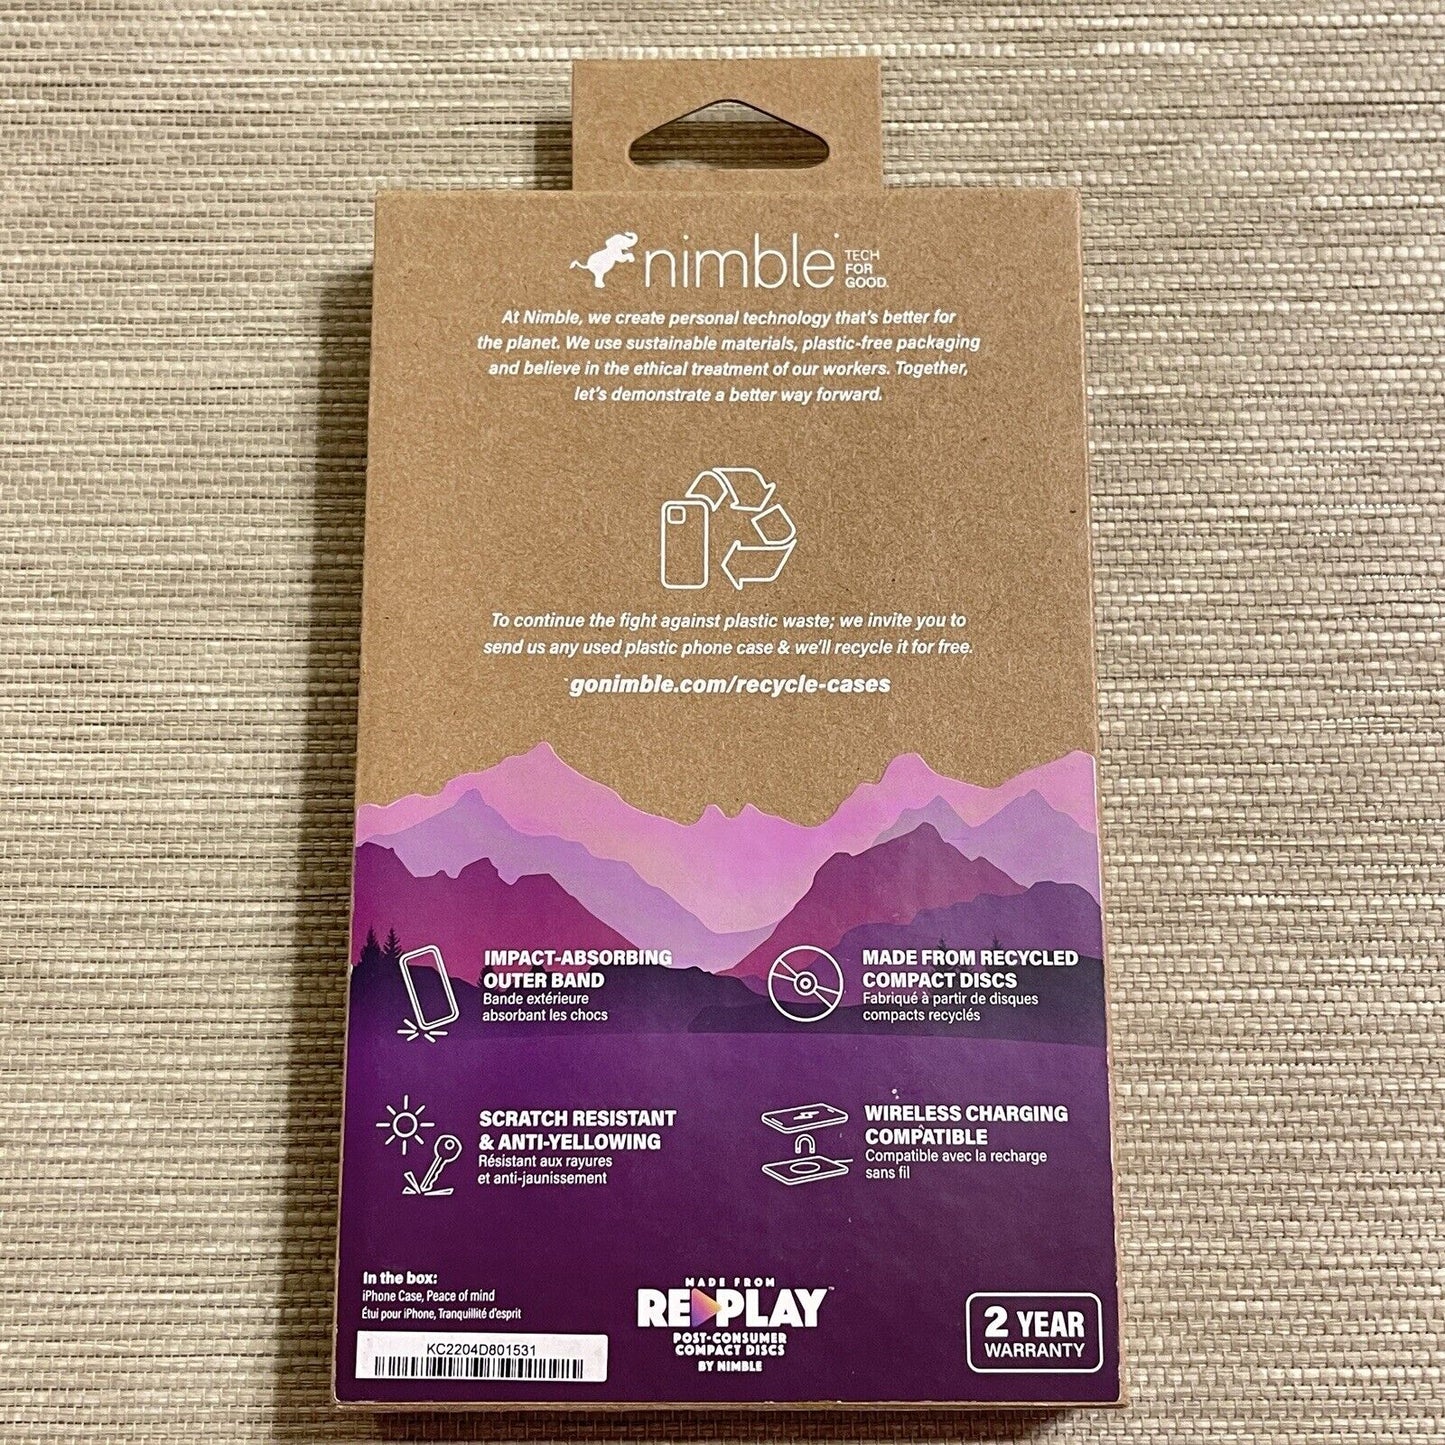 nimble
TECH
FOR
GOOD.
At Nimble, we create personal technology that's better for
the planet. We use sustainable materials, plastic-free packaging
and believe in the ethical treatment of our workers. Together,
let's demonstrate a better way forward.
To continue the fight against plastic waste; we invite you to
send us any used plastic phone case & we'll recycle it for free.
gonimble.com/recycle-cases
IMPACT-ABSORBING
OUTER BAND
Bande extérieure
absorbant les chocs
MADE FROM RECYCLED
COMPACT DISCS
Fabriqué à partir de disques
compacts recyclés
SCRATCH RESISTANT
& ANTI-YELLOWING
Résistant aux rayures
et anti-jaunissement
WIRELESS CHARGING
COMPATIBLE
Compatible avec la recharge
sans fil
In the box:
iPhone Case, Peace of mind
Étui pour iPhone, Tranquillité d'esprit
KC2204D801531
MADE FROM
REPLAY™
POST-CONSUMER
COMPACT DISCS
BY NIMBLE
2 YEAR
WARRANTY